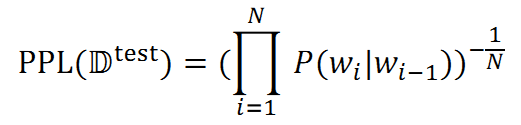 PPL(𝔻^test) = (∏_{i=1}^{N} P(w_i|w_{i−1}))^{−1/N}